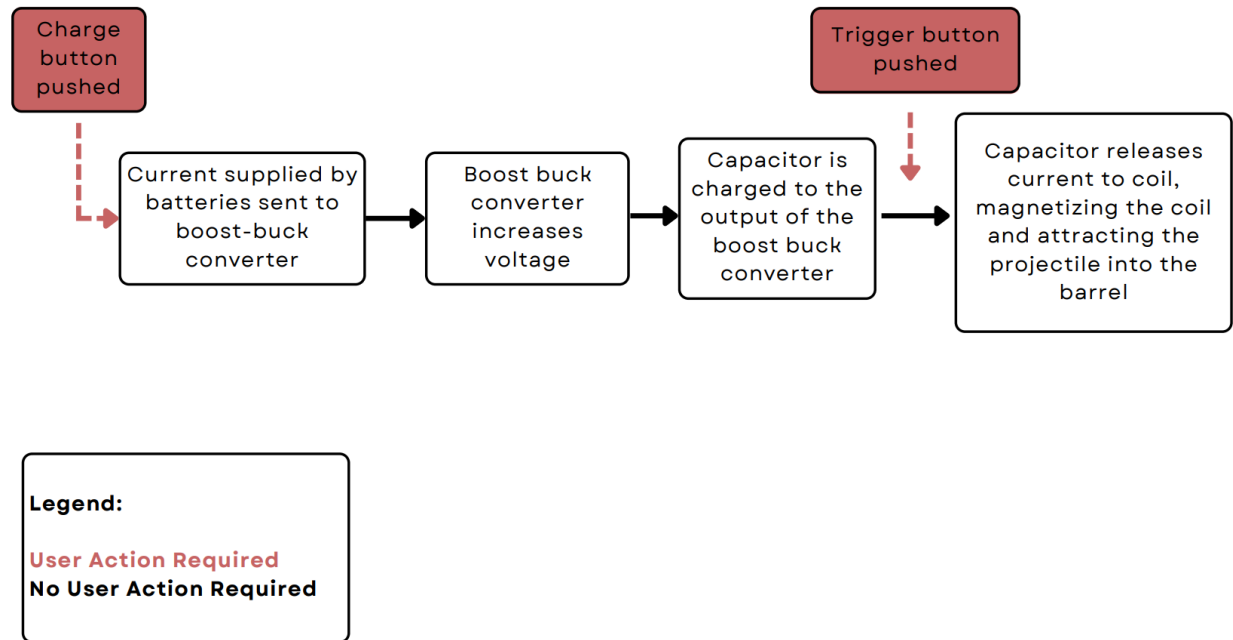 Charge
button
pushed
Trigger button
pushed
Current supplied by
batteries sent to
boost-buck
converter
Boost buck
converter
increases
voltage
Capacitor is
charged to the
output of the
boost buck
converter
Capacitor releases
current to coil,
magnetizing the coil
and attracting the
projectile into the
barrel
Legend:
User Action Required
No User Action Required